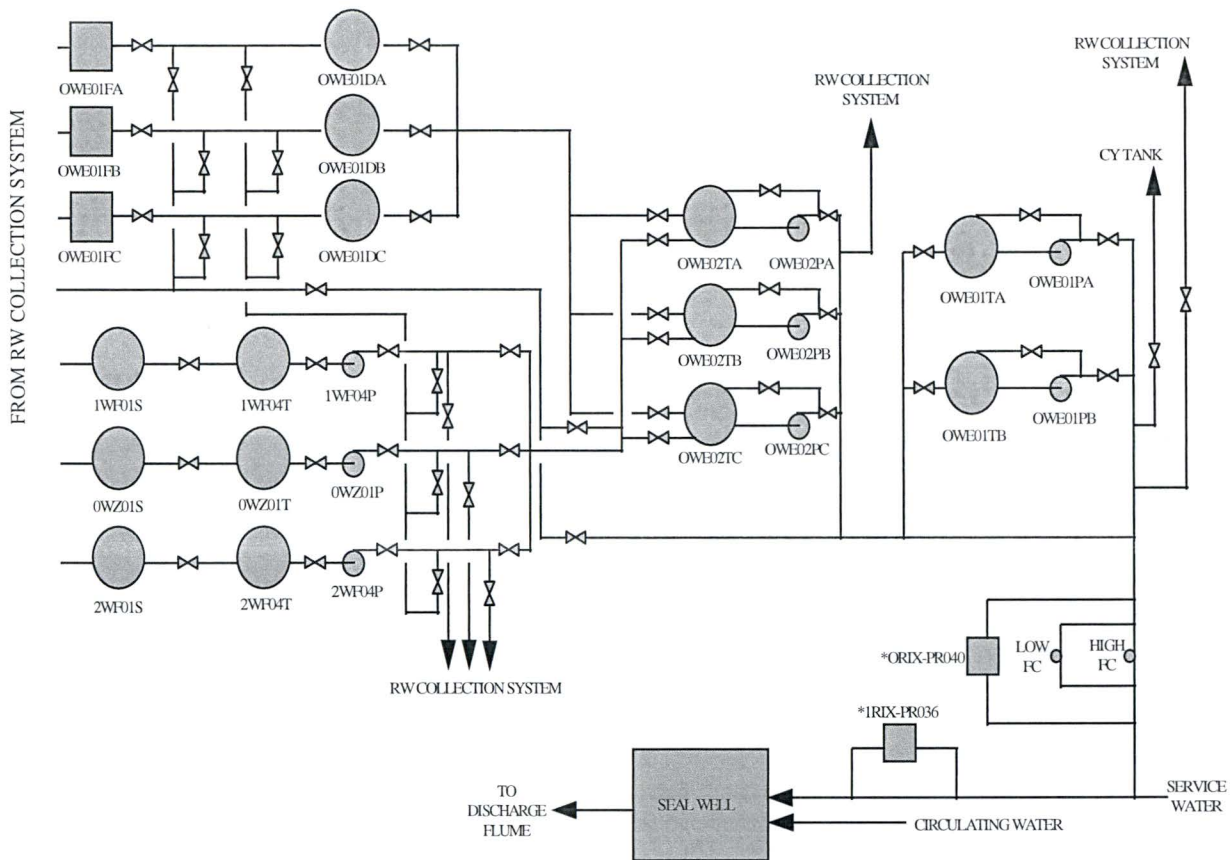 FROM RW COLLECTION SYSTEM
OWE01FA
OWE01FB
OWE01FC
OWE01DA
OWE01DB
OWE01DC
1WF01S
1WF04T
1WF04P
0WZ01S
0WZ01T
0WZ01P
2WF01S
2WF04T
2WF04P
RW COLLECTION SYSTEM
RW COLLECTION
SYSTEM
OWE02TA
OWE02PA
OWE02TB
OWE02PB
OWE02TC
OWE02PC
RW COLLECTION
SYSTEM
CY TANK
OWE01TA
OWE01PA
OWE01TB
OWE01PB
*ORIX-PR040
LOW
FC
HIGH
FC
*1RIX-PR036
SEAL WELL
TO
DISCHARGE
FLUME
SERVICE
WATER
CIRCULATING WATER